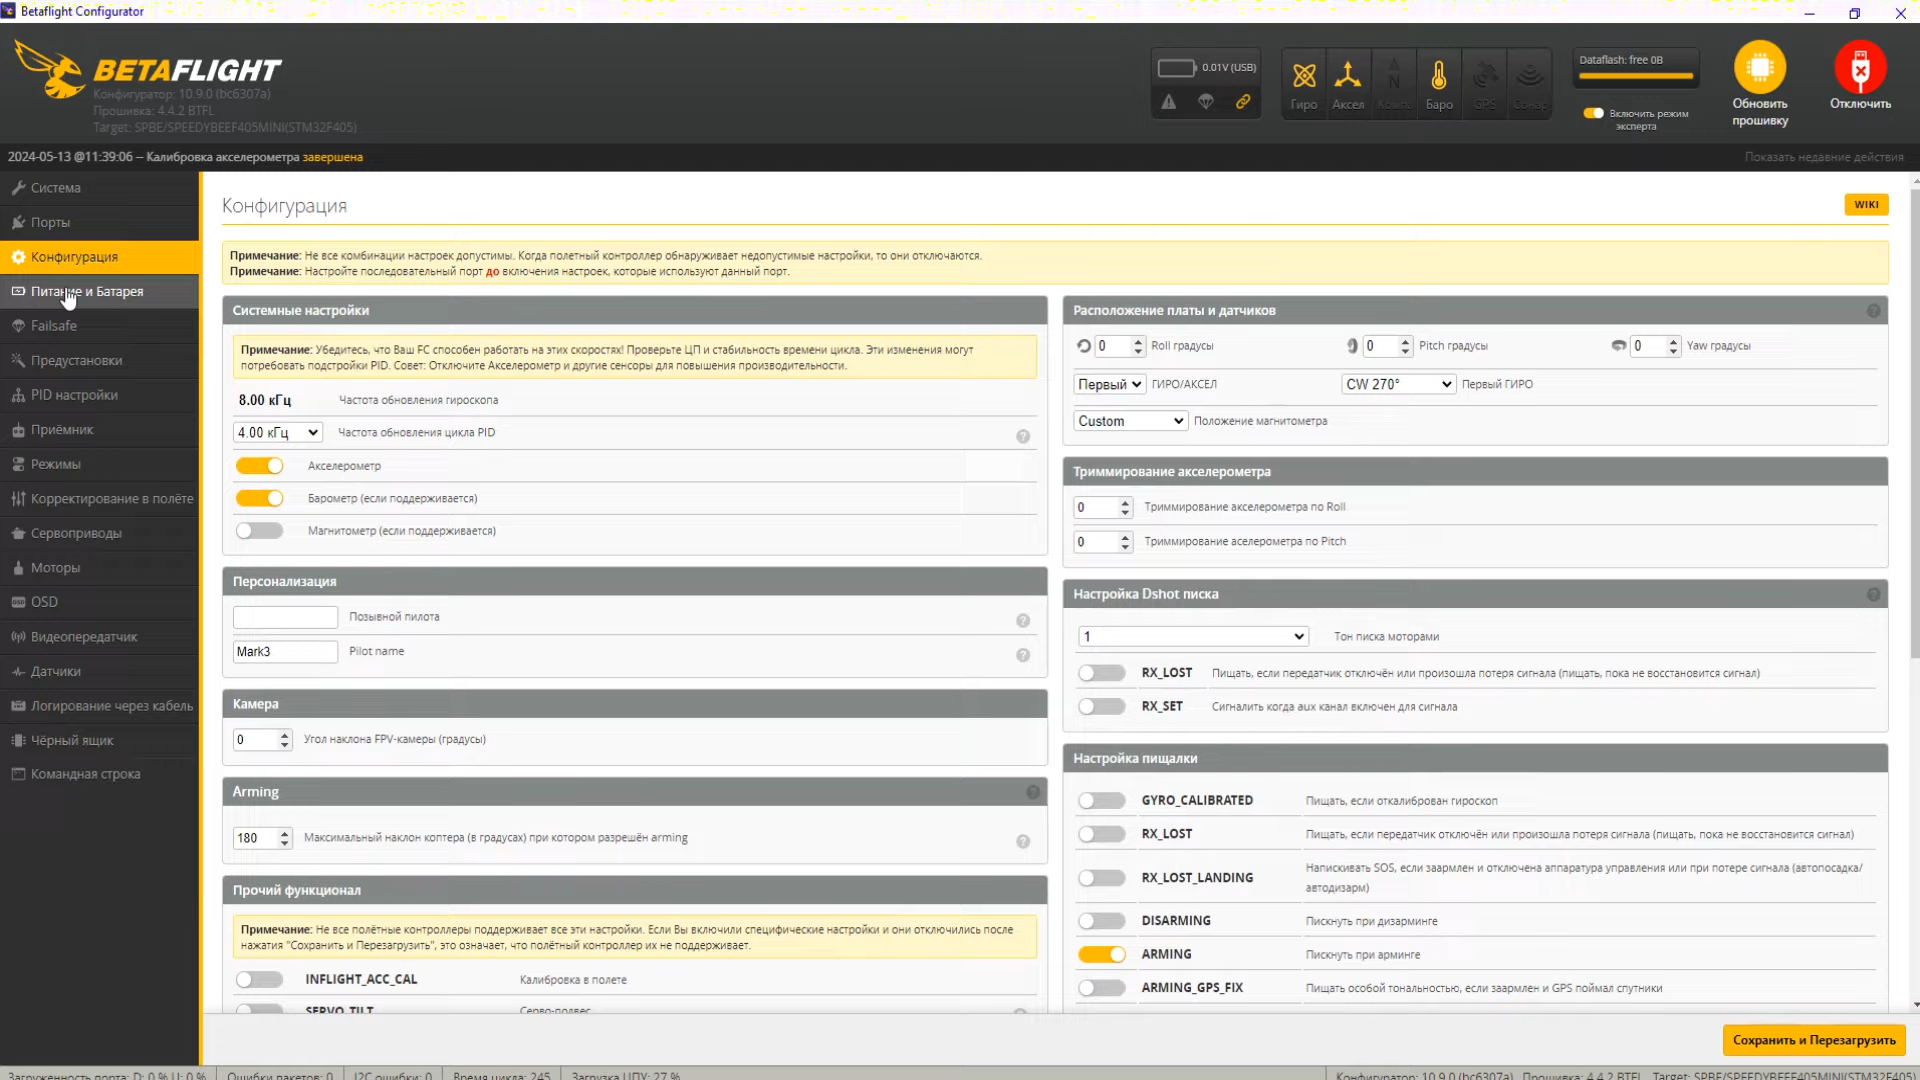 Betaflight Configurator
BETAFLIGHT
Конфигуратор: 10.9.0 (bc6307a)
Прошивка: 4.4.2 BTFL
Target: SPBE/SPEEDYBEEF405MINI(STM32F405)
0.01V (USB)
Гиро
Аксел
Комп
Баро
GPS
Сонар
Dataflash: free 0B
Включить режим эксперта
Обновить прошивку
Отключить
2024-05-13 @11:39:06 – Калибровка акселерометра завершена
Показать недавние действия
Система
Порты
Конфигурация
Питание и Батарея
Failsafe
Предустановки
PID настройки
Приёмник
Режимы
Корректирование в полёте
Сервоприводы
Моторы
OSD
Видеопередатчик
Датчики
Логирование через кабель
Чёрный ящик
Командная строка
Конфигурация
WIKI
Примечание: Не все комбинации настроек допустимы. Когда полетный контроллер обнаруживает недопустимые настройки, то они отключаются.
Примечание: Настройте последовательный порт до включения настроек, которые используют данный порт.
Системные настройки
Примечание: Убедитесь, что Ваш FC способен работать на этих скоростях! Проверьте ЦП и стабильность времени цикла. Эти изменения могут
потребовать подстройки PID. Совет: Отключите Акселерометр и другие сенсоры для повышения производительности.
8.00 кГц Частота обновления гироскопа
4.00 кГц Частота обновления цикла PID
Акселерометр
Барометр (если поддерживается)
Магнитометр (если поддерживается)
Персонализация
Позывной пилота
Mark3 Pilot name
Камера
0 Угол наклона FPV-камеры (градусы)
Arming
180 Максимальный наклон коптера (в градусах) при котором разрешён arming
Прочий функционал
Примечание: Не все полётные контроллеры поддерживает все эти настройки. Если Вы включили специфические настройки и они отключились после
нажатия "Сохранить и Перезагрузить", это означает, что полётный контроллер их не поддерживает.
INFLIGHT_ACC_CAL Калибровка в полете
SERVO_TILT Серво-подвес
Расположение платы и датчиков
0 Roll градусы 0 Pitch градусы 0 Yaw градусы
Первый ГИРО/АКСЕЛ CW 270° Первый ГИРО
Custom Положение магнитометра
Триммирование акселерометра
0 Триммирование акселерометра по Roll
0 Триммирование аселерометра по Pitch
Настройка Dshot писка
1 Тон писка моторами
RX_LOST Пищать, если передатчик отключён или произошла потеря сигнала (пищать, пока не восстановится сигнал)
RX_SET Сигналить когда aux канал включен для сигнала
Настройка пищалки
GYRO_CALIBRATED Пищать, если откалиброван гироскоп
RX_LOST Пищать, если передатчик отключён или произошла потеря сигнала (пищать, пока не восстановится сигнал)
RX_LOST_LANDING Напискивать SOS, если заармлен и отключена аппаратура управления или при потере сигнала (автопосадка/
автодизарм)
DISARMING Пискнуть при дизарминге
ARMING Пискнуть при арминге
ARMING_GPS_FIX Пищать особой тональностью, если заармлен и GPS поймал спутники
Сохранить и Перезагрузить
Загруженность порта: D: 0 % U: 0 % Ошибки пакетов: 0 I2C ошибки: 0 Время цикла: 245 Загрузка ЦПУ: 27 %
Конфигуратор: 10.9.0 (bc6307a), Прошивка: 4.4.2 BTFL, Target: SPBE/SPEEDYBEEF405MINI(STM32F405)